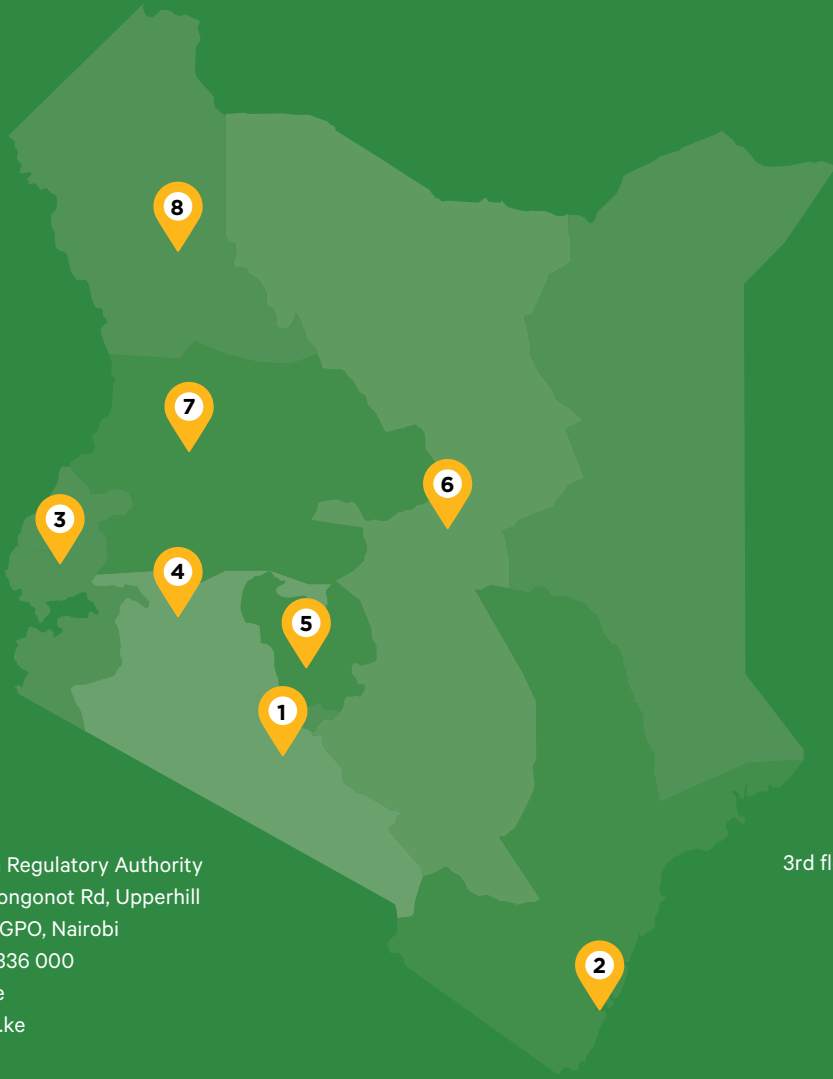 8
7
6
3
4
5
1
Regulatory Authority
3rd fl
ongonot Rd, Upperhill
GPO, Nairobi
336 000
2
e
.ke